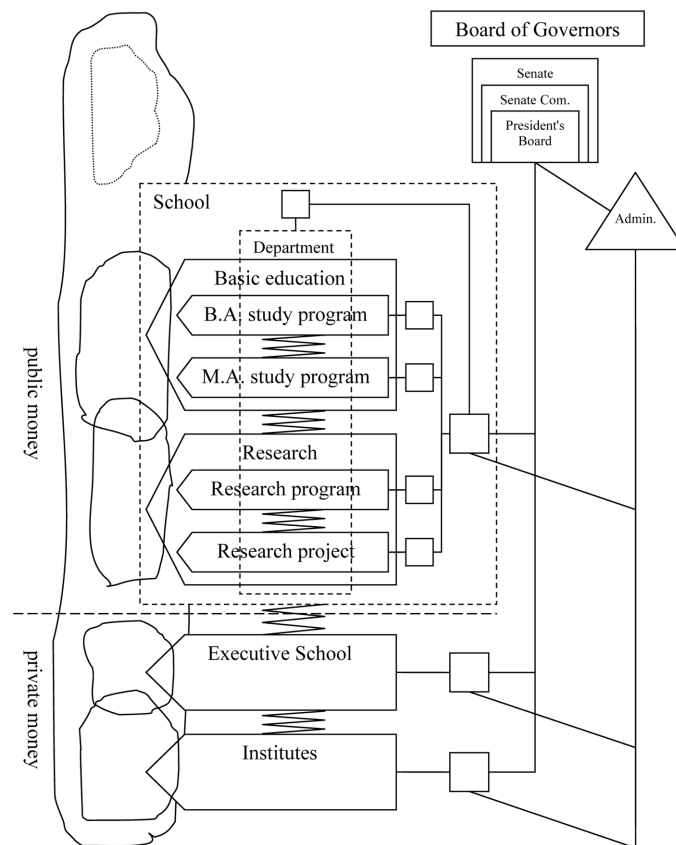 Board of Governors
Senate
Senate Com.
President's
Board
Admin.
School
Department
Basic education
B.A. study program
M.A. study program
Research
Research program
Research project
Executive School
Institutes
public money
private money